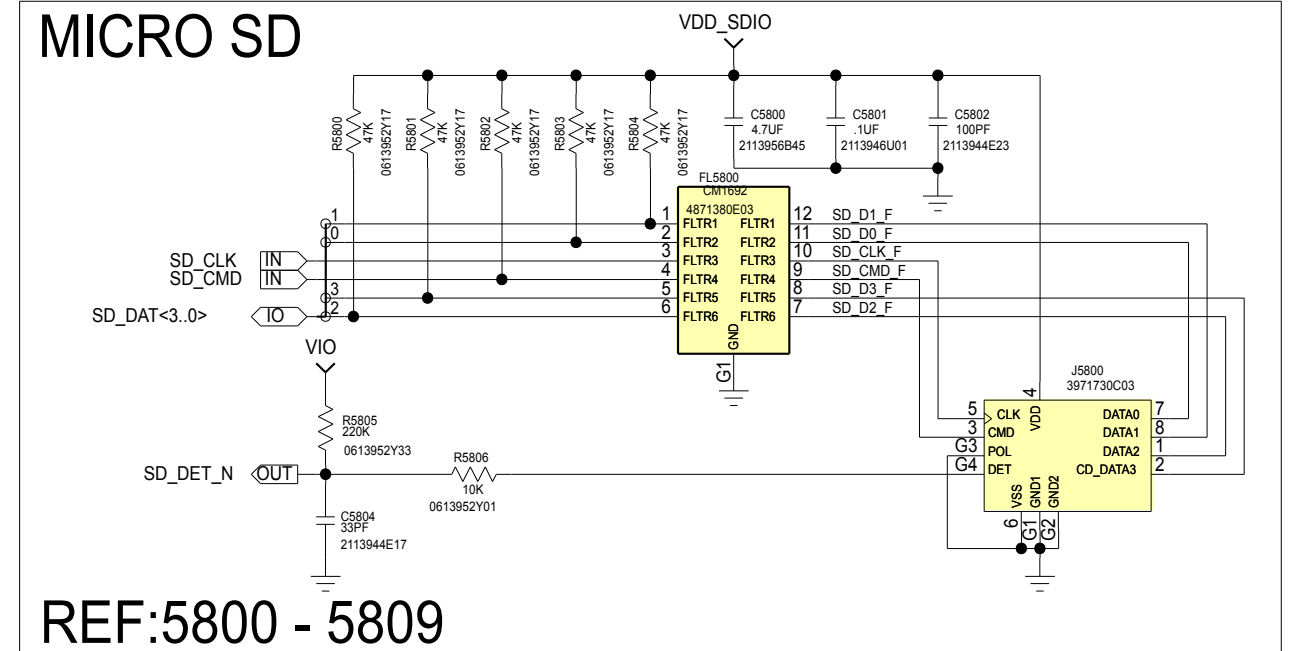 MICRO SD
VDD_SDIO
R5800
47K
0613952Y17
R5801
47K
0613952Y17
R5802
47K
0613952Y17
R5803
47K
0613952Y17
R5804
47K
0613952Y17
C5800
4.7UF
2113956B45
C5801
.1UF
2113946U01
C5802
100PF
2113944E23
FL5800
CM1692
4871380E03
1 1 FLTR1 FLTR1 12 SD_D1_F
0 2 FLTR2 FLTR2 11 SD_D0_F
SD_CLK IN 3 FLTR3 FLTR3 10 SD_CLK_F
SD_CMD IN 4 FLTR4 FLTR4 9 SD_CMD_F
3 5 FLTR5 FLTR5 8 SD_D3_F
SD_DAT<3..0> IO 2 6 FLTR6 FLTR6 7 SD_D2_F
GND
G1
VIO
R5805
220K
0613952Y33
SD_DET_N OUT
R5806
10K
0613952Y01
C5804
33PF
2113944E17
J5800
3971730C03
4
VDD
5 CLK DATA0 7
3 CMD DATA1 8
G3 POL DATA2 1
G4 DET CD_DATA3 2
VSS GND1 GND2
6 G1 G2
REF:5800 - 5809